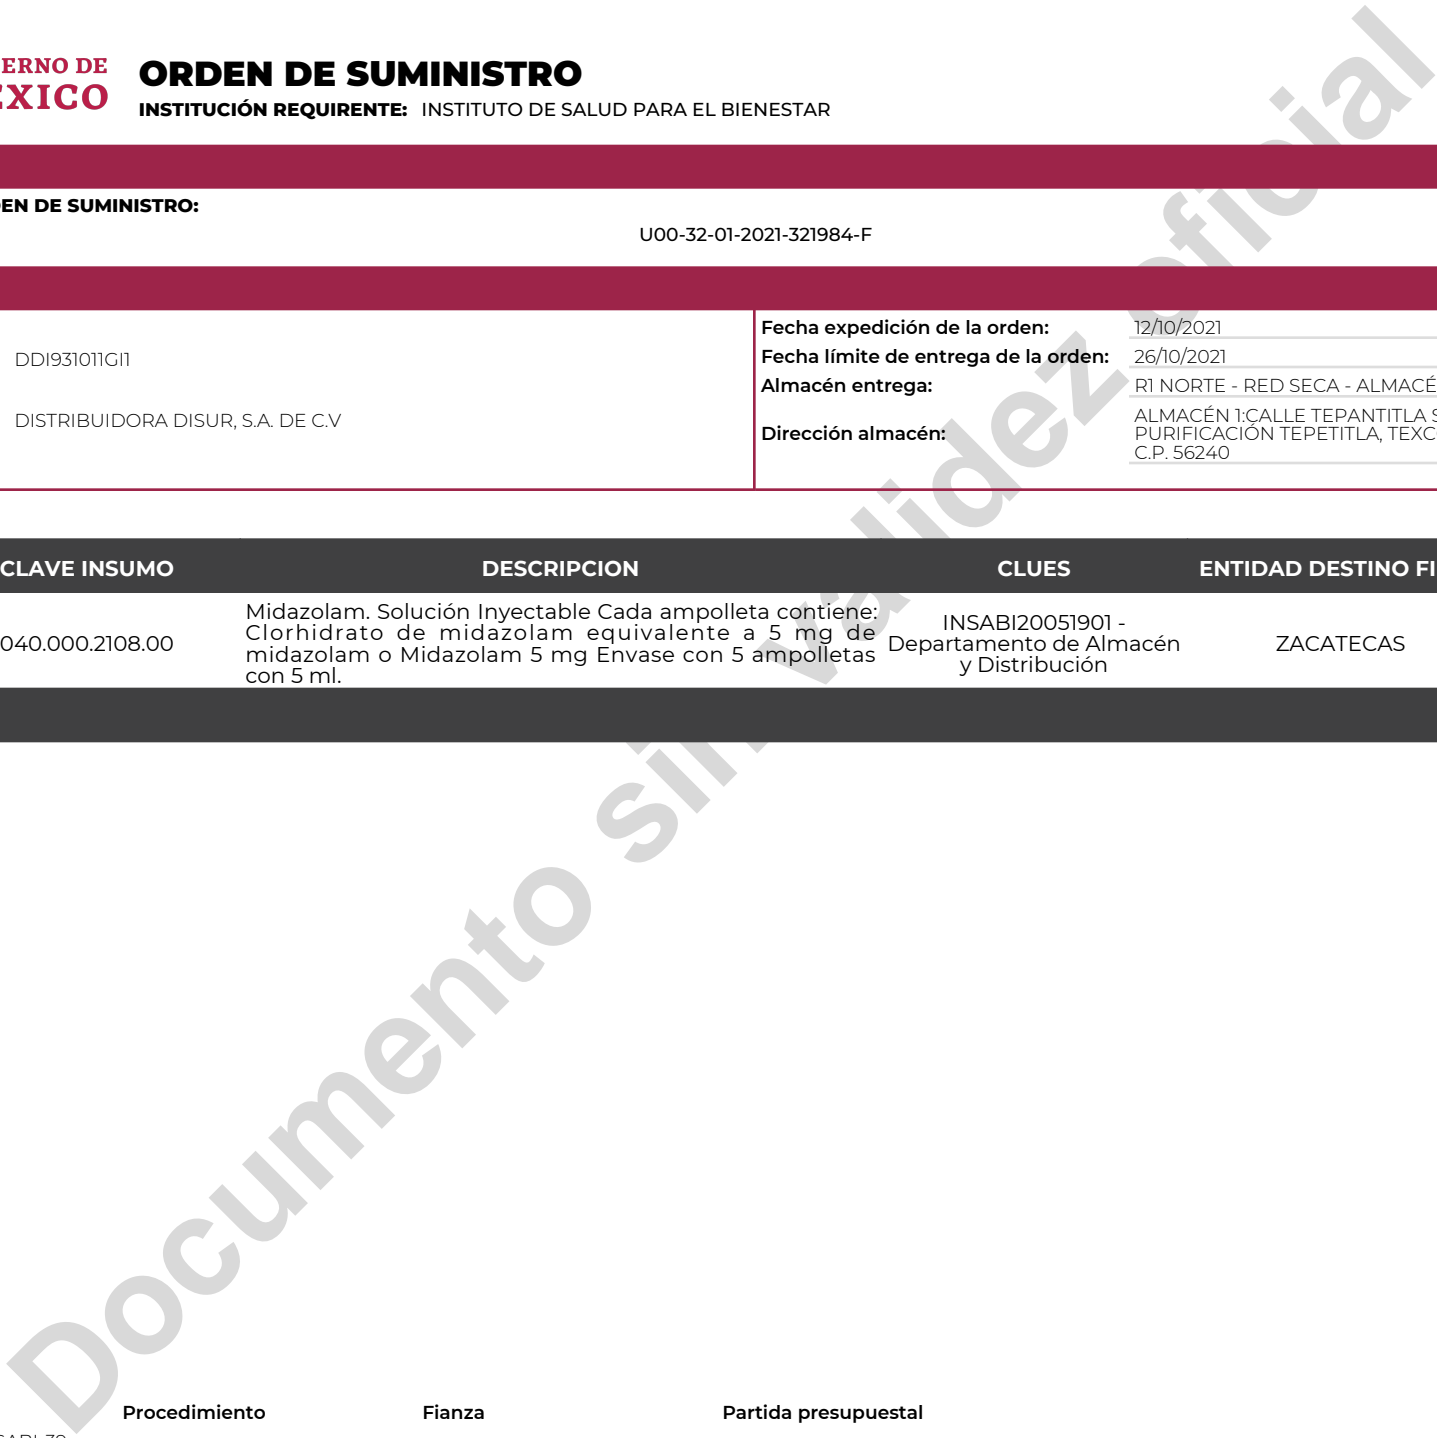 ERNO DE
ORDEN DE SUMINISTRO
EXICO
INSTITUCIÓN REQUIRENTE: INSTITUTO DE SALUD PARA EL BIENESTAR
EN DE SUMINISTRO:
U00-32-01-2021-321984-F
DDI931011GI1
DISTRIBUIDORA DISUR, S.A. DE C.V
Fecha expedición de la orden: 12/10/2021
Fecha límite de entrega de la orden: 26/10/2021
Almacén entrega: R1 NORTE - RED SECA - ALMACÉ
Dirección almacén:
ALMACÉN 1:CALLE TEPANTITLA S
PURIFICACIÓN TEPETITLA, TEXC
C.P. 56240
CLAVE INSUMO DESCRIPCION CLUES ENTIDAD DESTINO FI
040.000.2108.00
Midazolam. Solución Inyectable Cada ampolleta contiene:
Clorhidrato de midazolam equivalente a 5 mg de
midazolam o Midazolam 5 mg Envase con 5 ampolletas
con 5 ml.
INSABI20051901 -
Departamento de Almacén
y Distribución
ZACATECAS
Documento sin validez oficial
Procedimiento Fianza Partida presupuestal